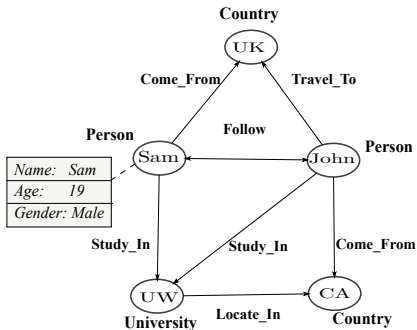 Country
UK
Come_From
Travel_To
Person
Follow
Person
Sam
John
Name: Sam
Age: 19
Gender: Male
Study_In
Study_In
Come_From
UW
CA
Locate_In
University
Country